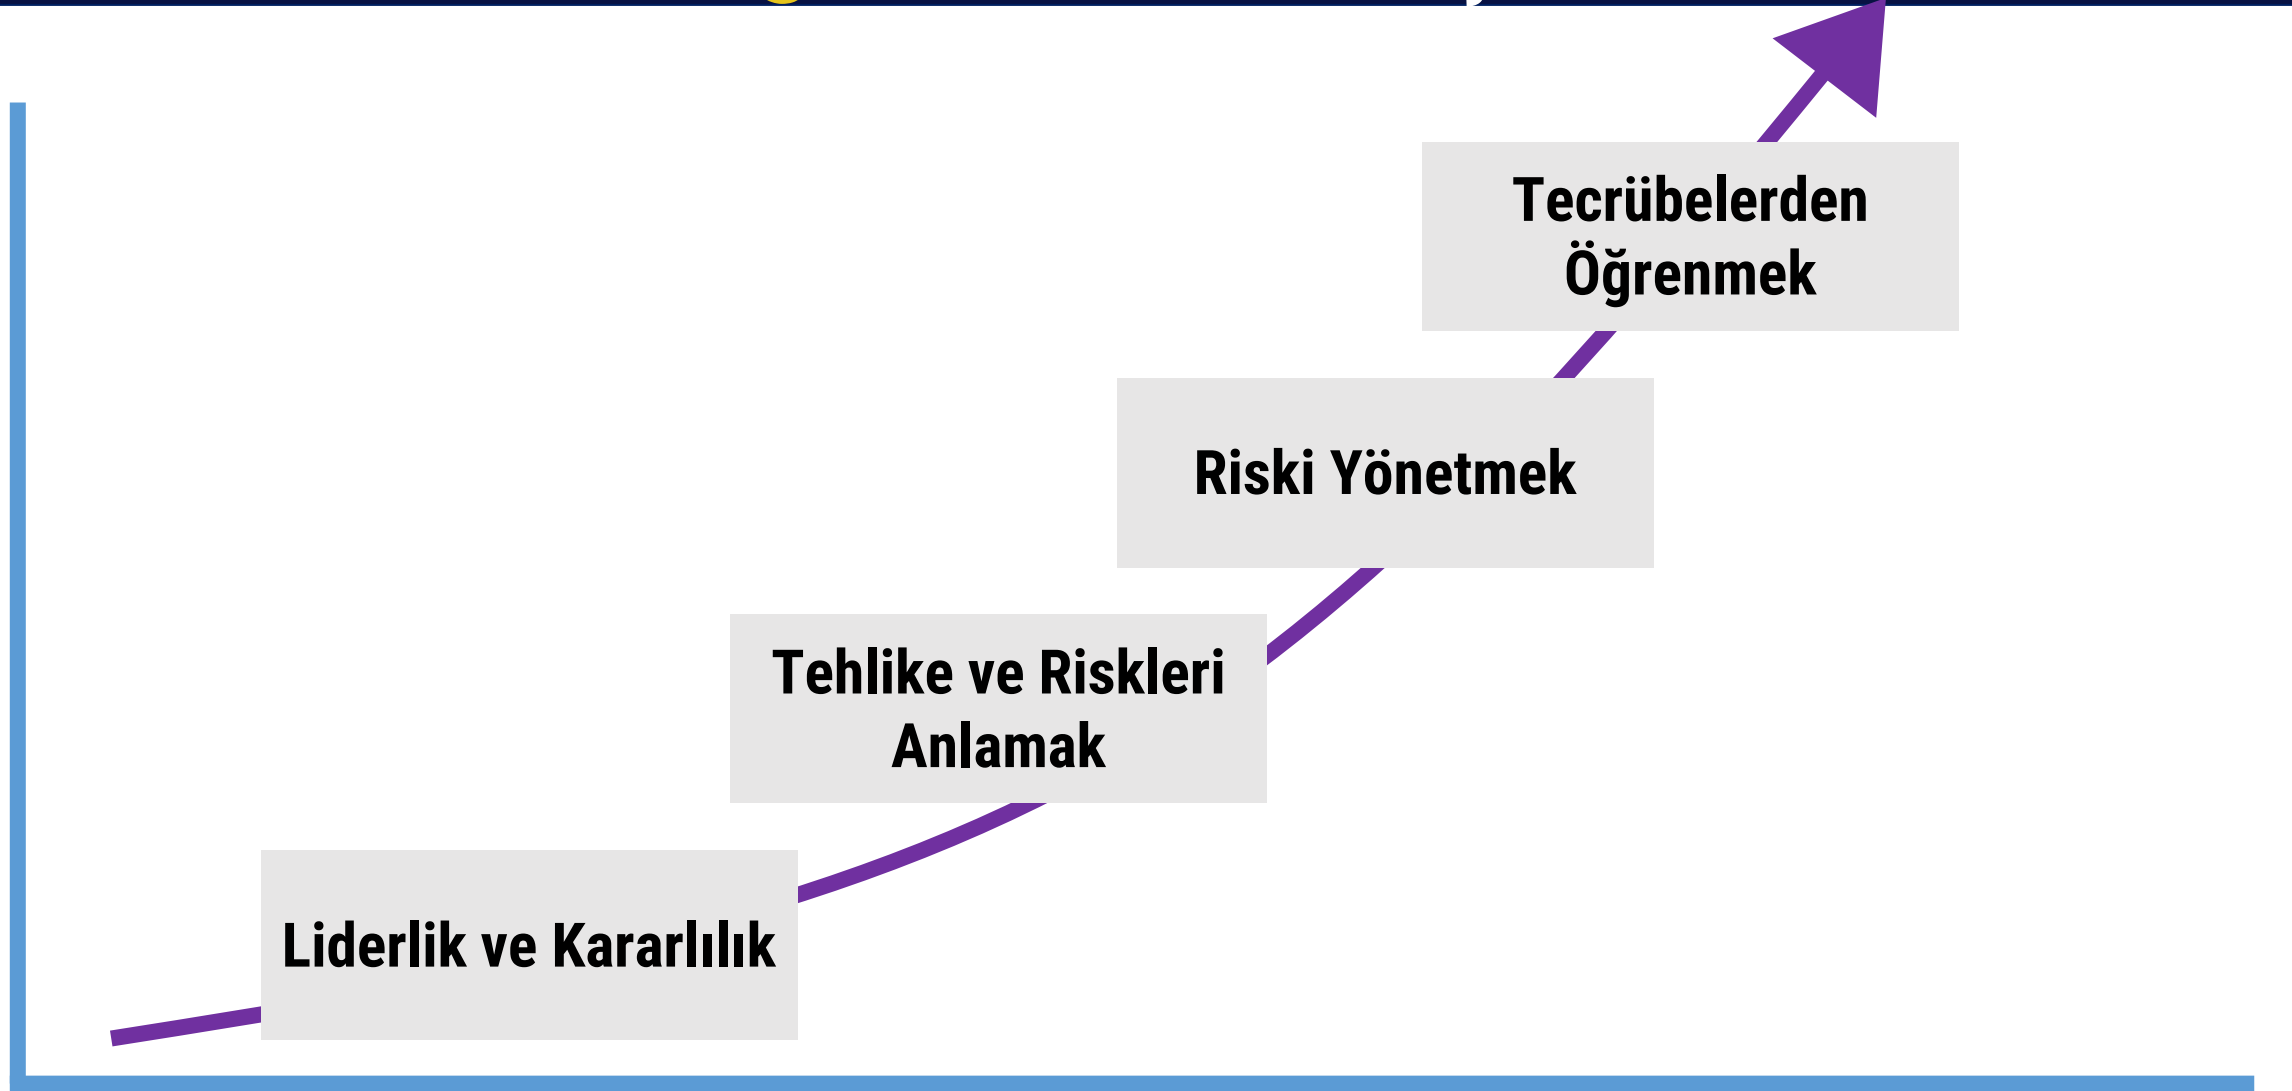 Tecrübelerden
Öğrenmek
Riski Yönetmek
Tehlike ve Riskleri
Anlamak
Liderlik ve Kararlılık